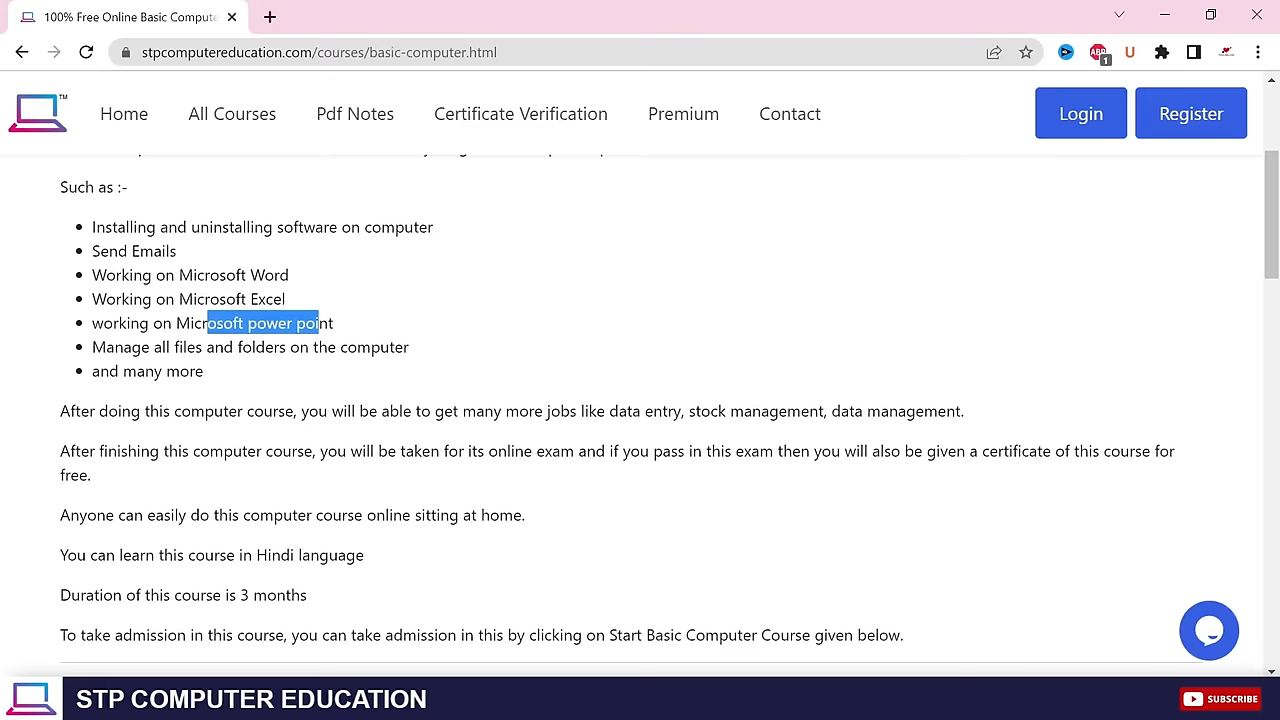 100% Free Online Basic Compute
stpcomputereducation.com/courses/basic-computer.html
ABP
1
U
TM
Home
All Courses
Pdf Notes
Certificate Verification
Premium
Contact
Login
Register
Such as :-
Installing and uninstalling software on computer
Send Emails
Working on Microsoft Word
Working on Microsoft Excel
working on Microsoft power point
Manage all files and folders on the computer
and many more
After doing this computer course, you will be able to get many more jobs like data entry, stock management, data management.
After finishing this computer course, you will be taken for its online exam and if you pass in this exam then you will also be given a certificate of this course for
free.
Anyone can easily do this computer course online sitting at home.
You can learn this course in Hindi language
Duration of this course is 3 months
To take admission in this course, you can take admission in this by clicking on Start Basic Computer Course given below.
STP COMPUTER EDUCATION
SUBSCRIBE